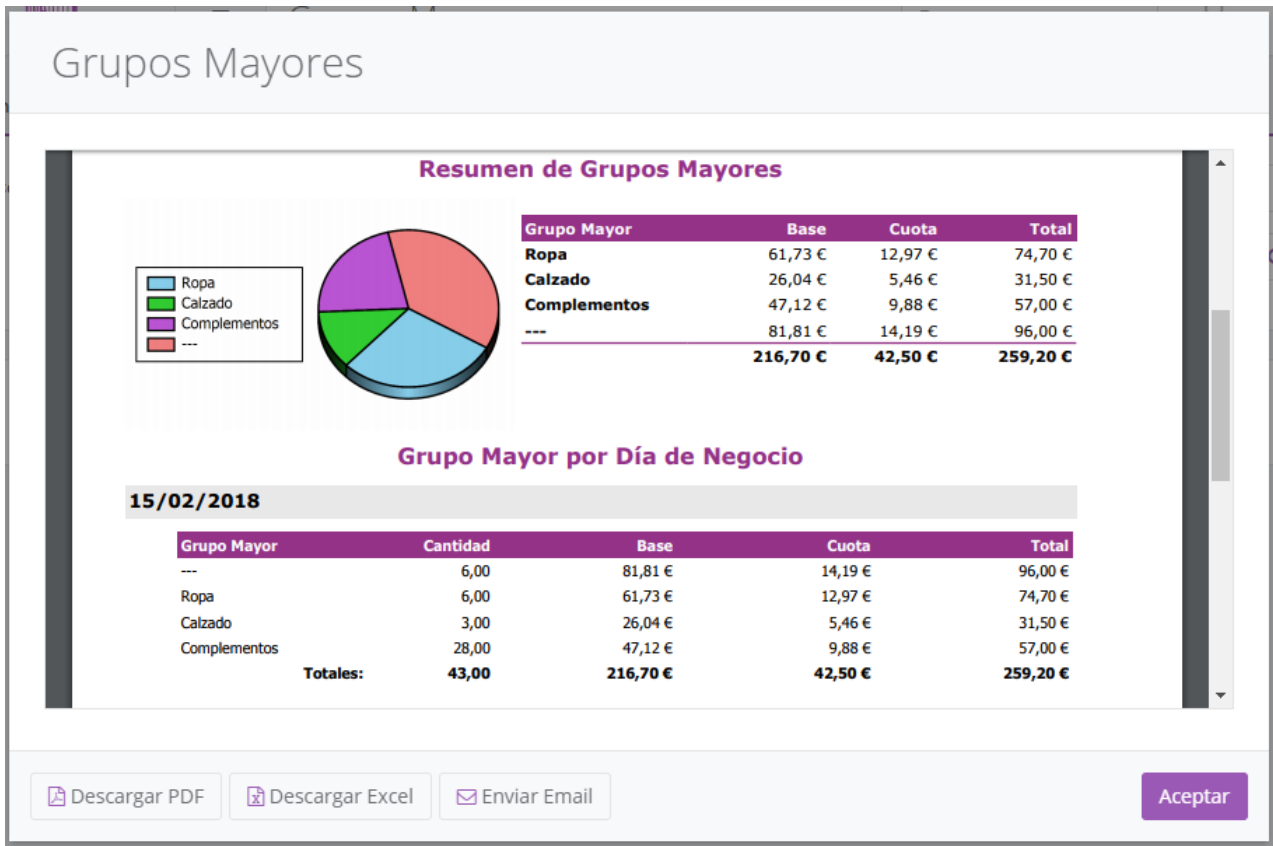 Grupos Mayores
Resumen de Grupos Mayores
Ropa
Calzado
Complementos
---
Grupo Mayor Base Cuota Total
Ropa 61,73 € 12,97 € 74,70 €
Calzado 26,04 € 5,46 € 31,50 €
Complementos 47,12 € 9,88 € 57,00 €
--- 81,81 € 14,19 € 96,00 €
216,70 € 42,50 € 259,20 €
Grupo Mayor por Día de Negocio
15/02/2018
Grupo Mayor Cantidad Base Cuota Total
--- 6,00 81,81 € 14,19 € 96,00 €
Ropa 6,00 61,73 € 12,97 € 74,70 €
Calzado 3,00 26,04 € 5,46 € 31,50 €
Complementos 28,00 47,12 € 9,88 € 57,00 €
Totales: 43,00 216,70 € 42,50 € 259,20 €
Descargar PDF Descargar Excel Enviar Email Aceptar